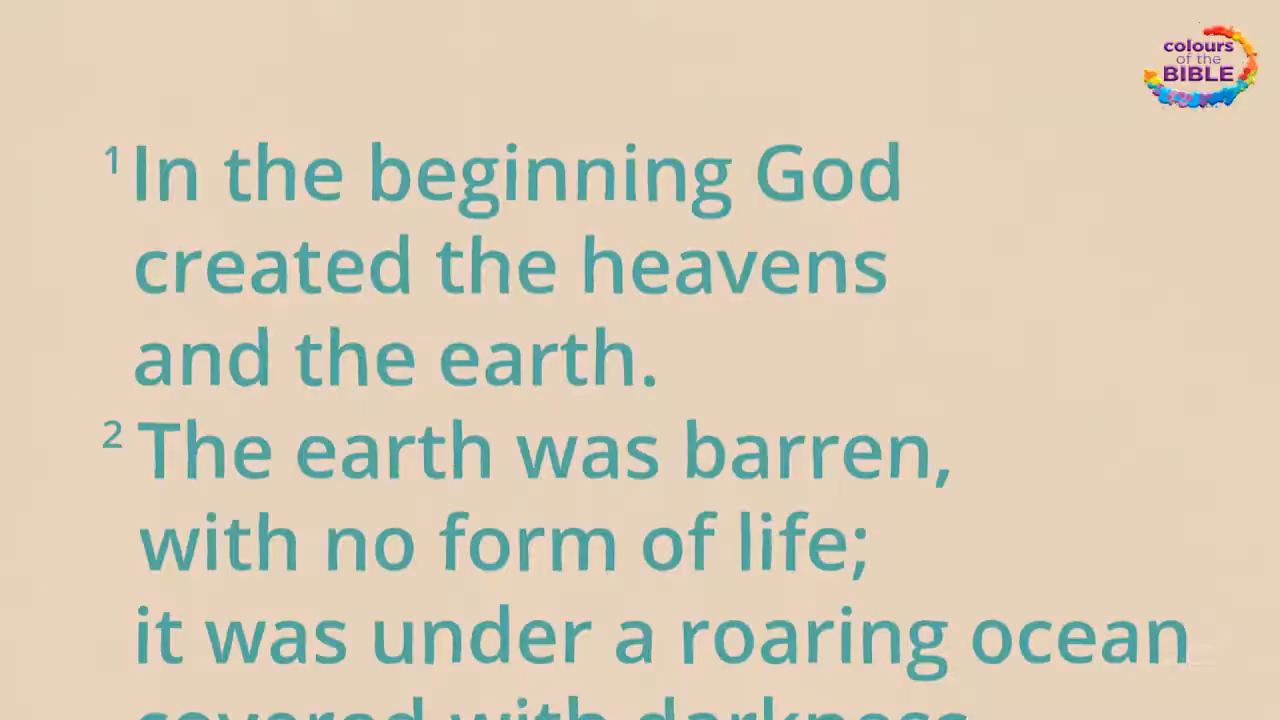 colours
of the
BIBLE
1 In the beginning God
created the heavens
and the earth.
2 The earth was barren,
with no form of life;
it was under a roaring ocean
covered with darkness